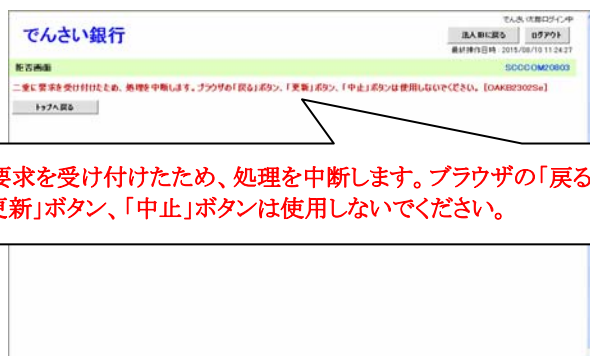 でんさい銀行
でんさい次郎ログイン中
法人IBに戻る ログアウト
最終操作日時:2015/08/10 11:24:27
拒否画面 SCCCOM20803
二重に要求を受け付けたため、処理を中断します。ブラウザの「戻る」ボタン、「更新」ボタン、「中止」ボタンは使用しないでください。
トップへ戻る
要求を受け付けたため、処理を中断します。ブラウザの「戻る
更新」ボタン、「中止」ボタンは使用しないでください。